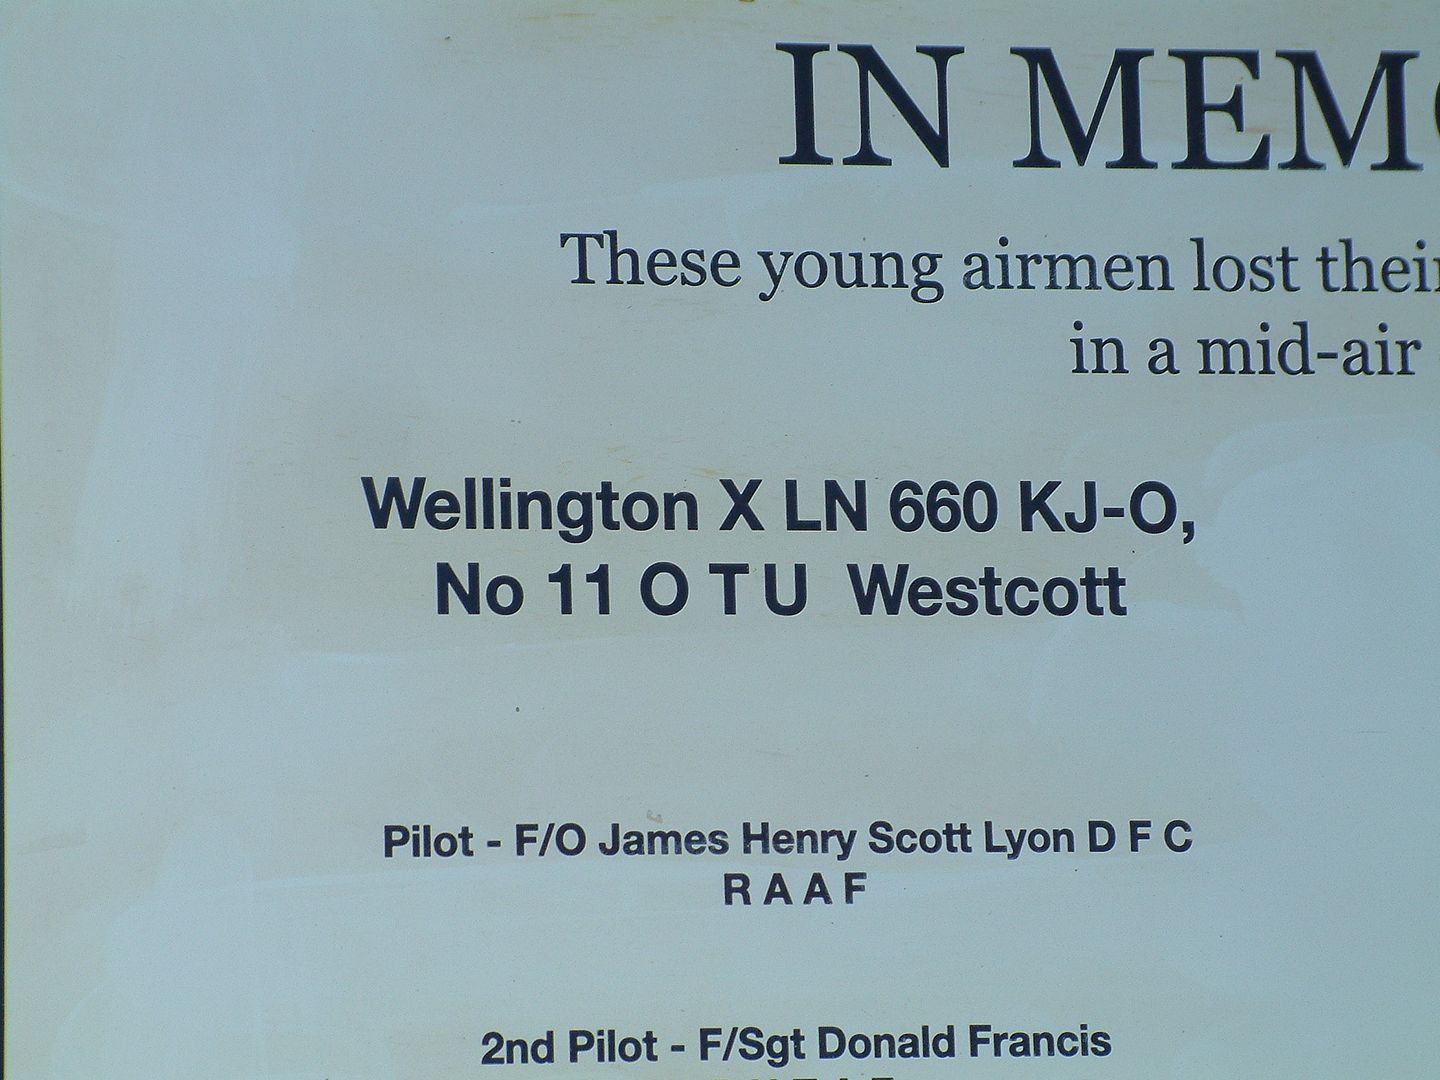 IN MEM
These young airmen lost their
in a mid-air
Wellington X LN 660 KJ-O,
No 11 O T U Westcott
Pilot - F/O James Henry Scott Lyon D F C
R A A F
2nd Pilot - F/Sgt Donald Francis